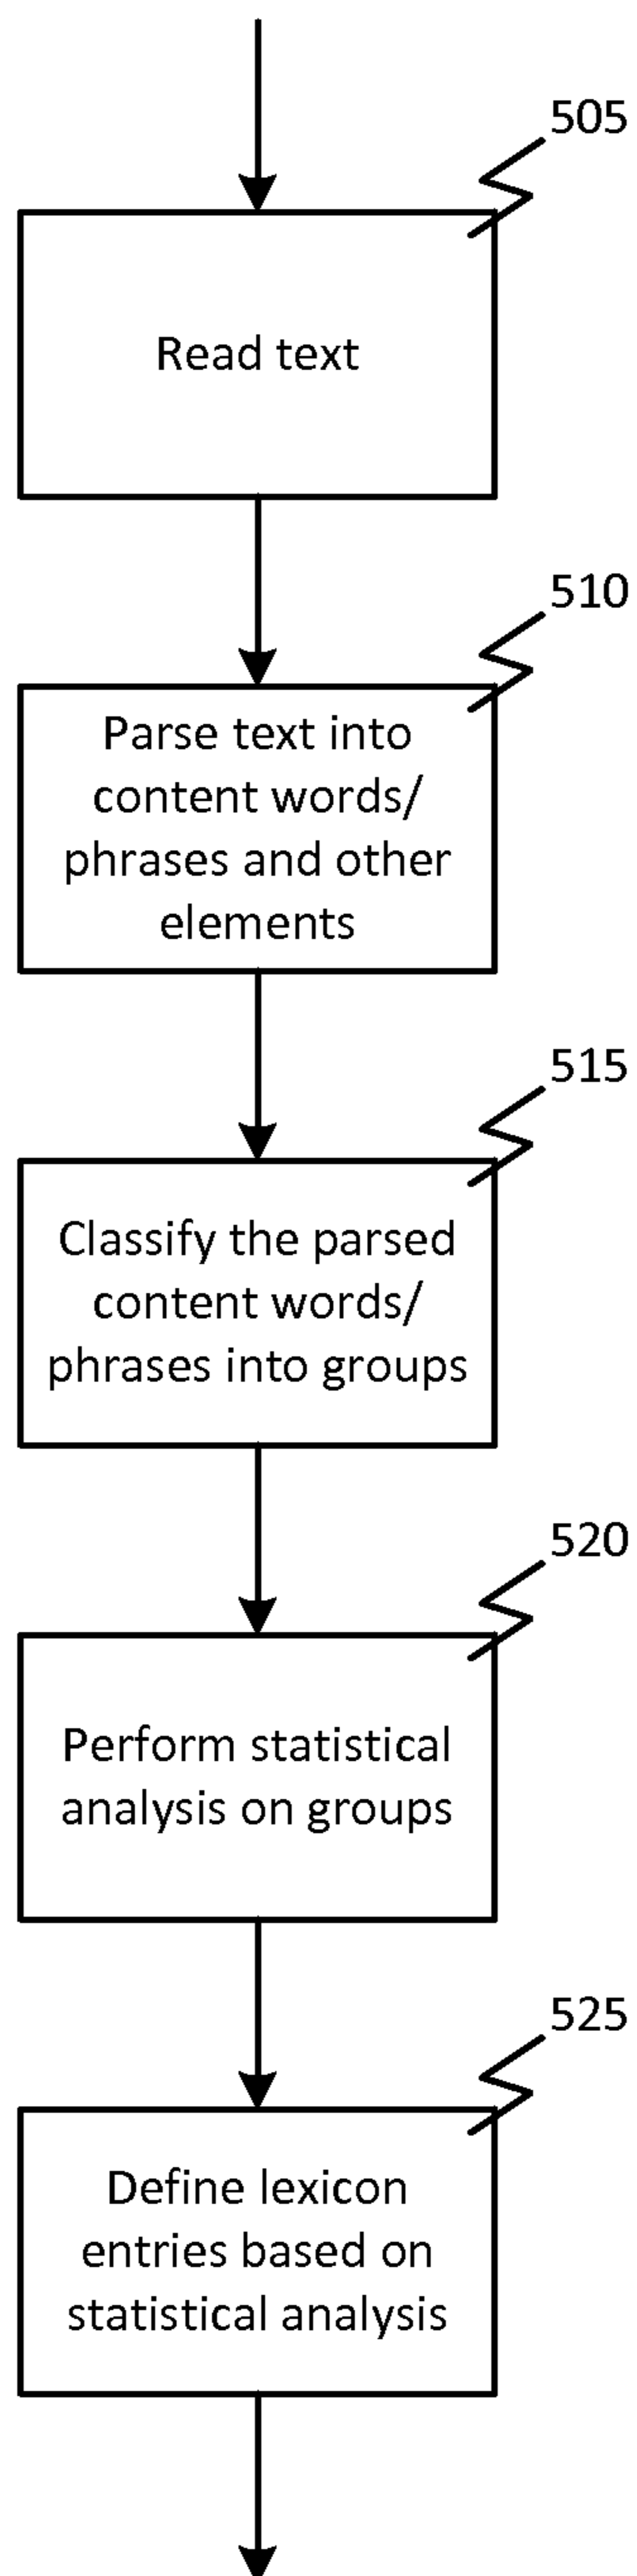 505
Read text
510
Parse text into
content words/
phrases and other
elements
515
Classify the parsed
content words/
phrases into groups
520
Perform statistical
analysis on groups
525
Define lexicon
entries based on
statistical analysis